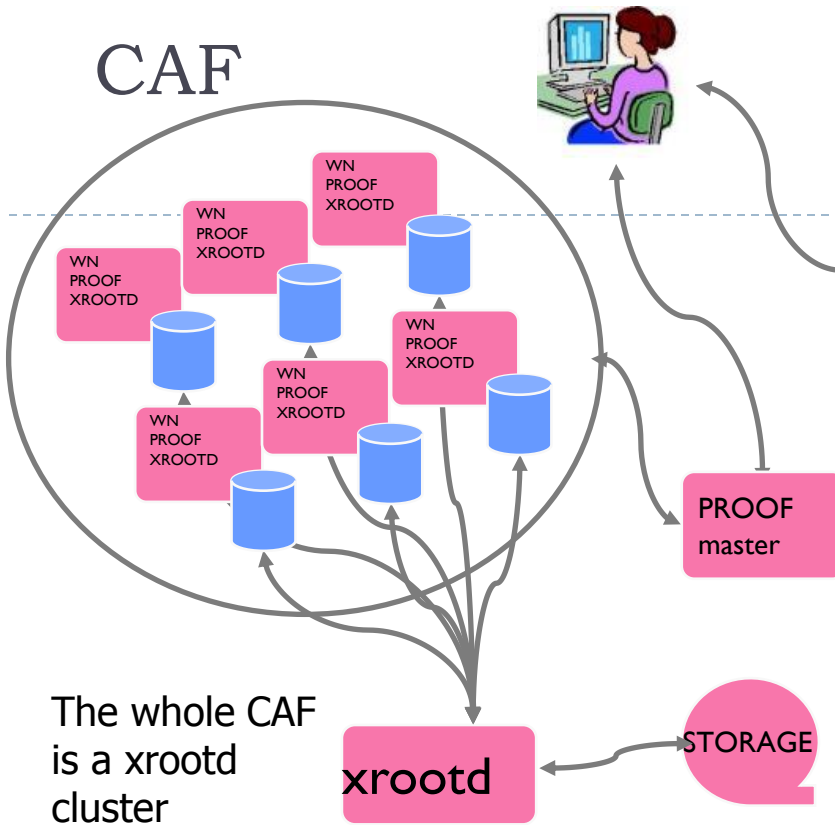 CAF
WN
PROOF
XROOTD
WN
PROOF
XROOTD
WN
PROOF
XROOTD
WN
PROOF
XROOTD
WN
PROOF
XROOTD
WN
PROOF
XROOTD
PROOF
master
The whole CAF
is a xrootd
cluster
xrootd
STORAGE